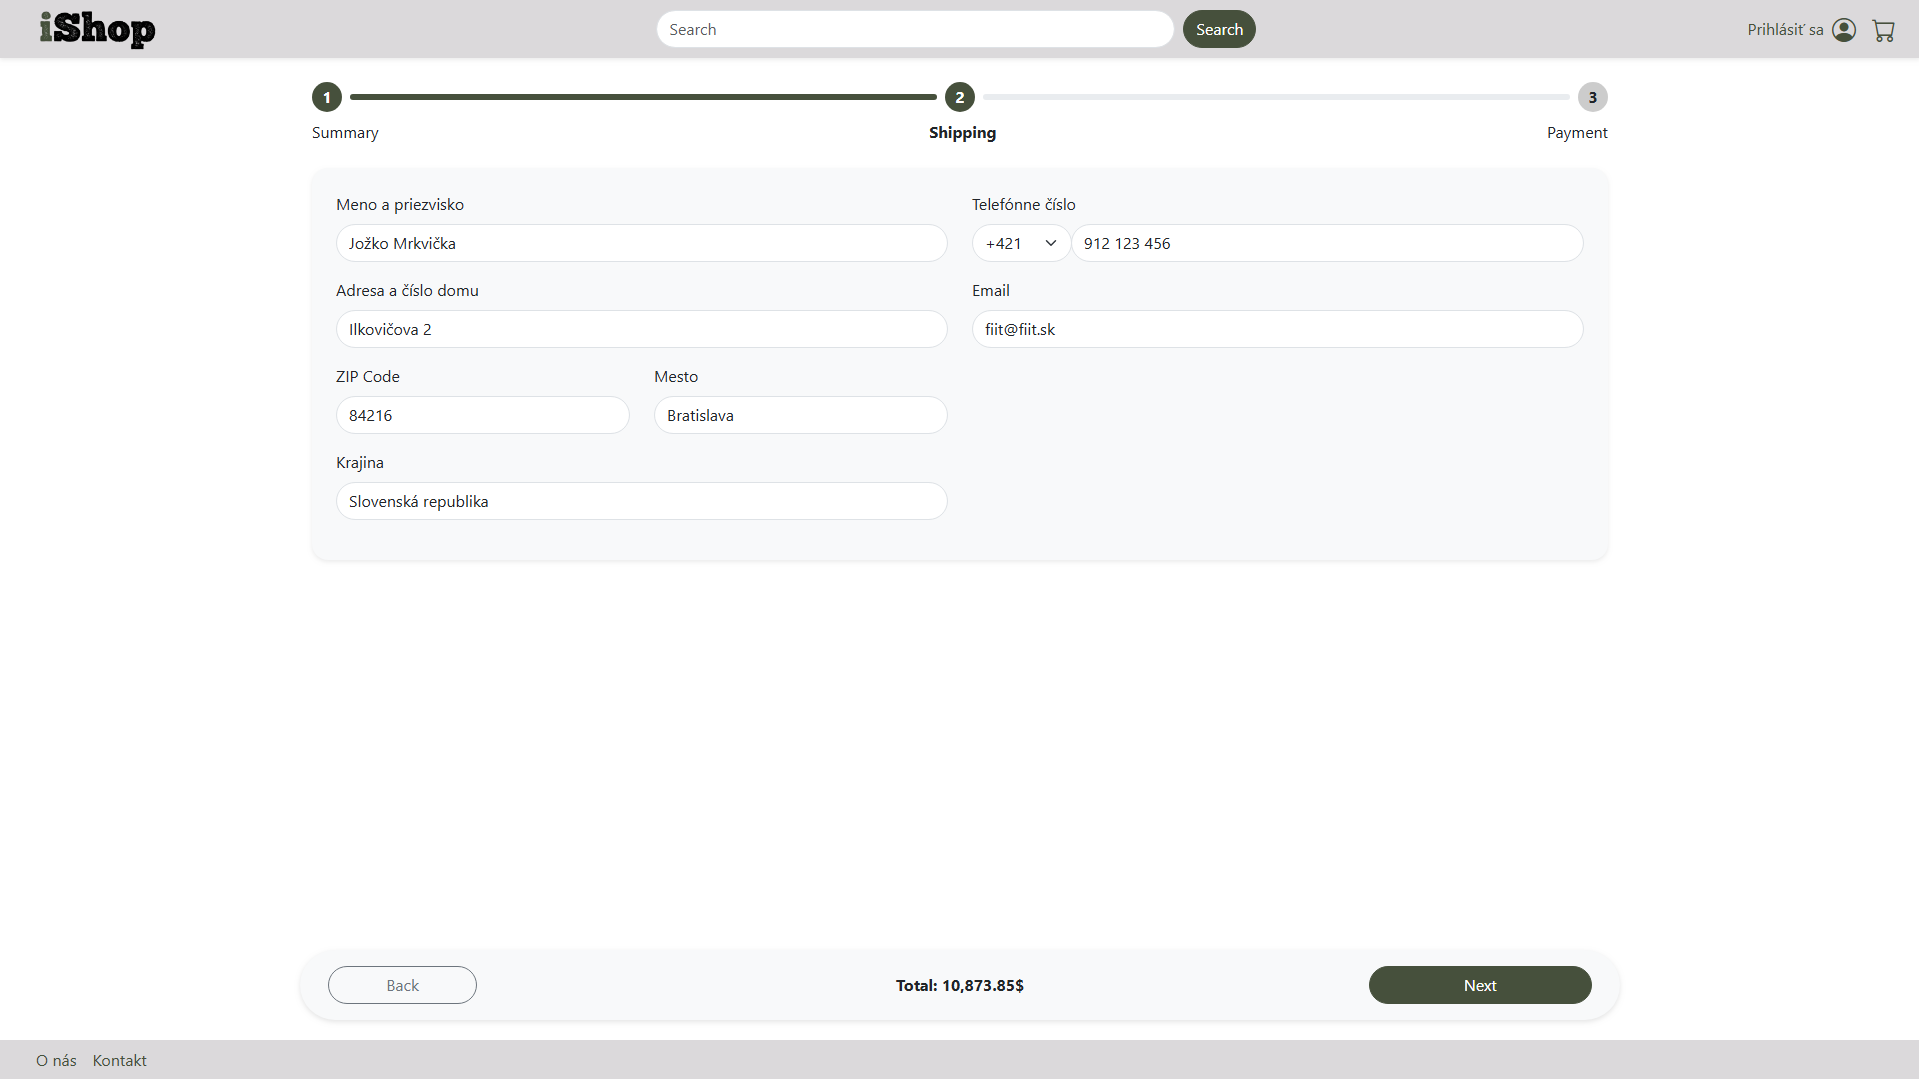 iShop
Search
Search
Prihlásiť sa
1
2
3
Summary
Shipping
Payment
Meno a priezvisko
Jožko Mrkvička
Telefónne číslo
+421
912 123 456
Adresa a číslo domu
Ilkovičova 2
Email
fiit@fiit.sk
ZIP Code
84216
Mesto
Bratislava
Krajina
Slovenská republika
Back
Total: 10,873.85$
Next
O nás
Kontakt